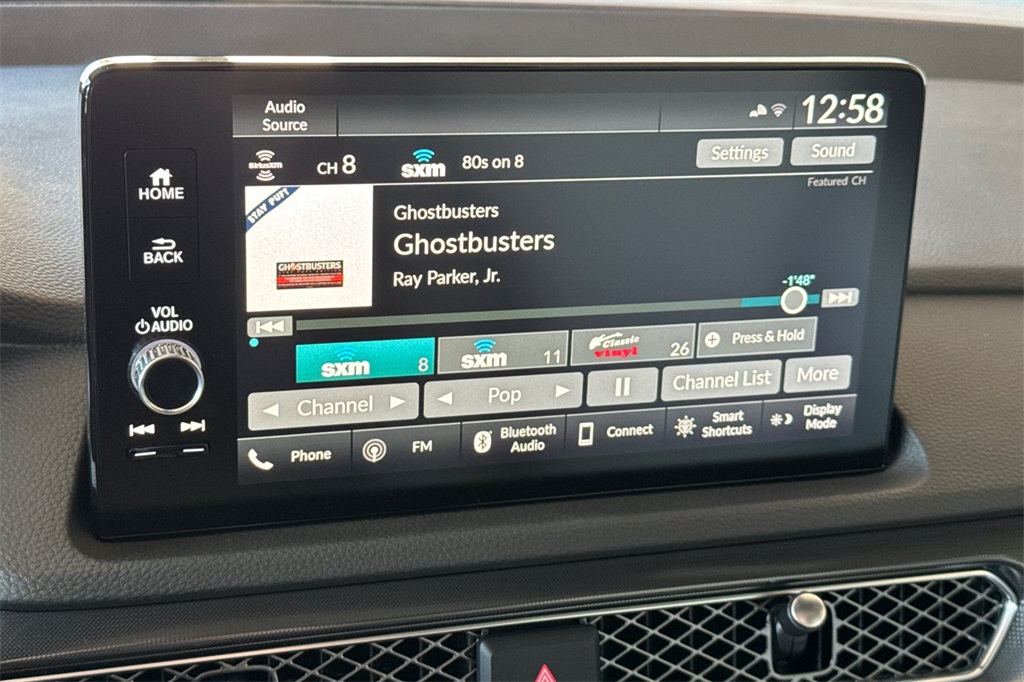 Audio
Source
12:58
SiriusXM
CH 8
sxm
80s on 8
Settings
Sound
Featured CH
STAY PUFT
GHOSTBUSTERS
Ghostbusters
Ghostbusters
Ray Parker, Jr.
-1'48"
sxm 8
sxm 11
Classic
vinyl 26
Press & Hold
Channel
Pop
Channel List
More
Phone
FM
Bluetooth
Audio
Connect
Smart
Shortcuts
Display
Mode
HOME
BACK
VOL
AUDIO